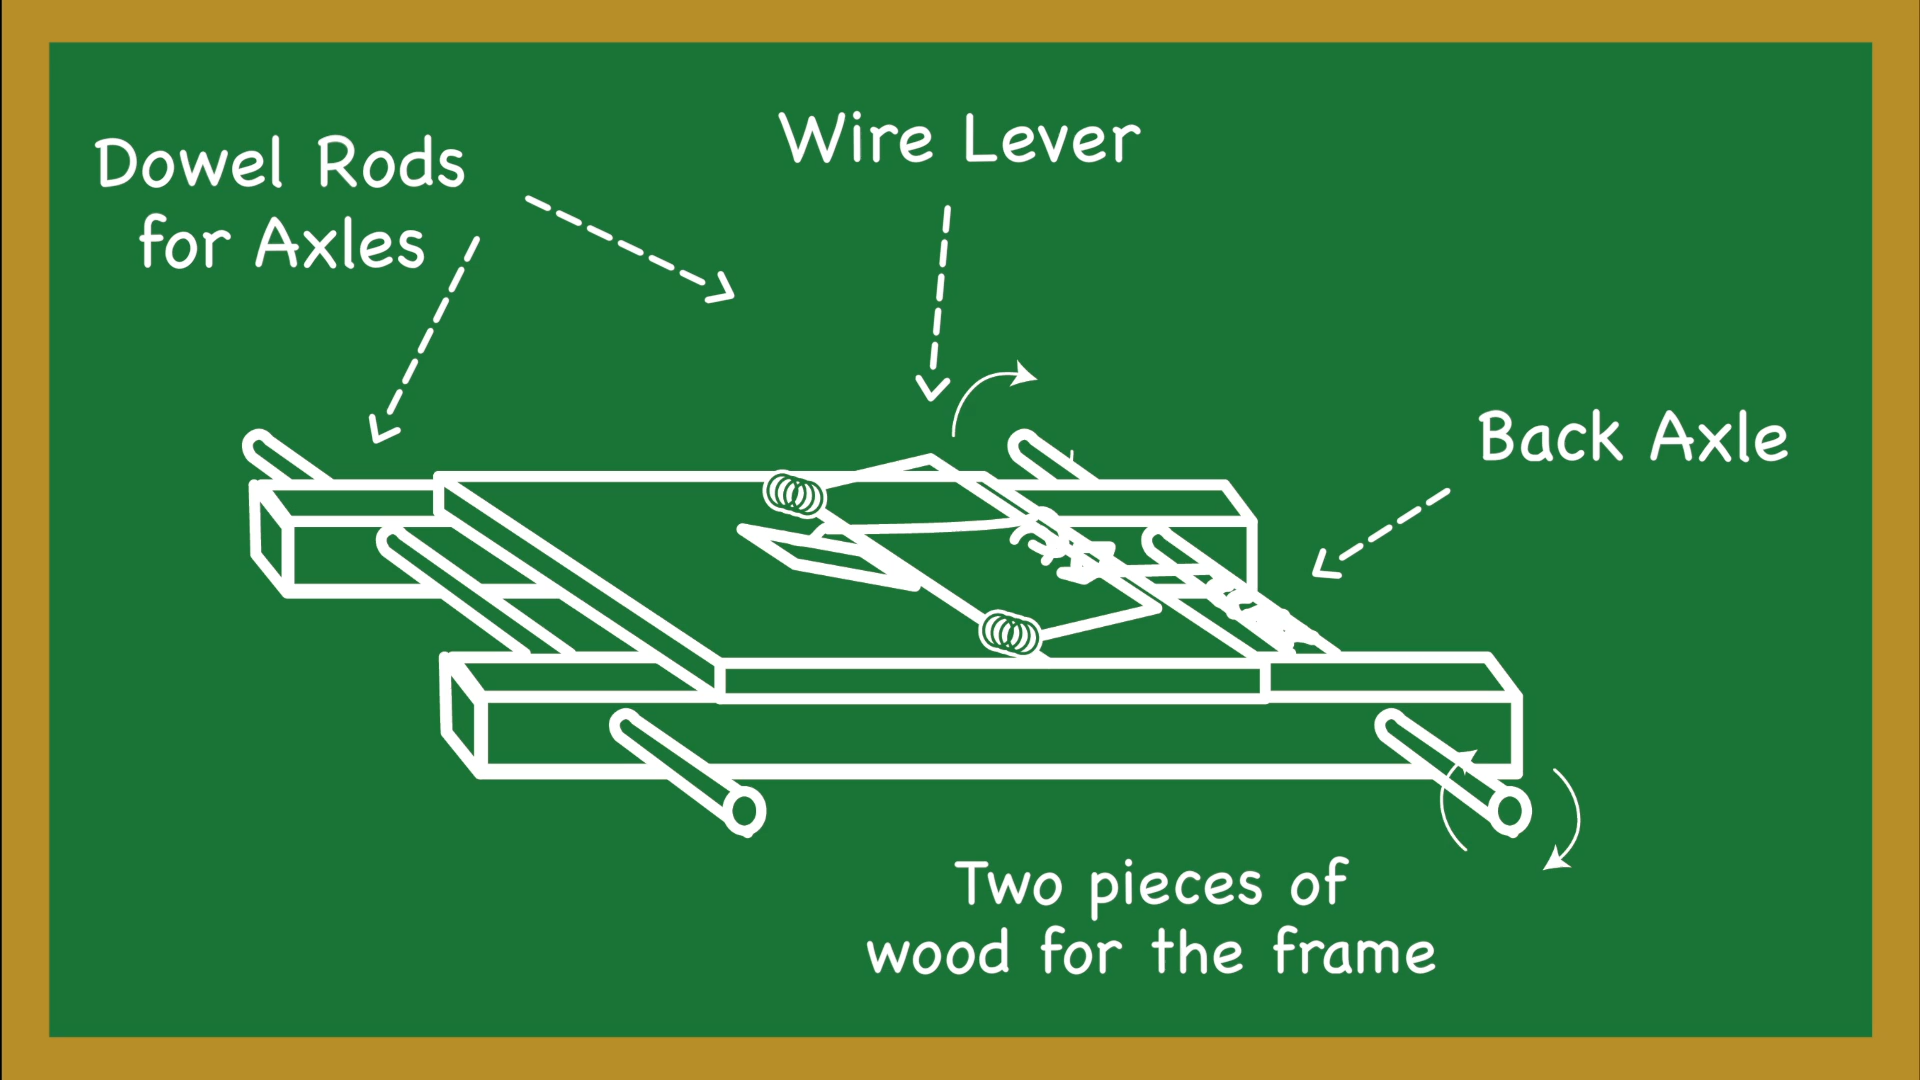 Dowel Rods
for Axles
Wire Lever
Back Axle
Two pieces of
wood for the frame